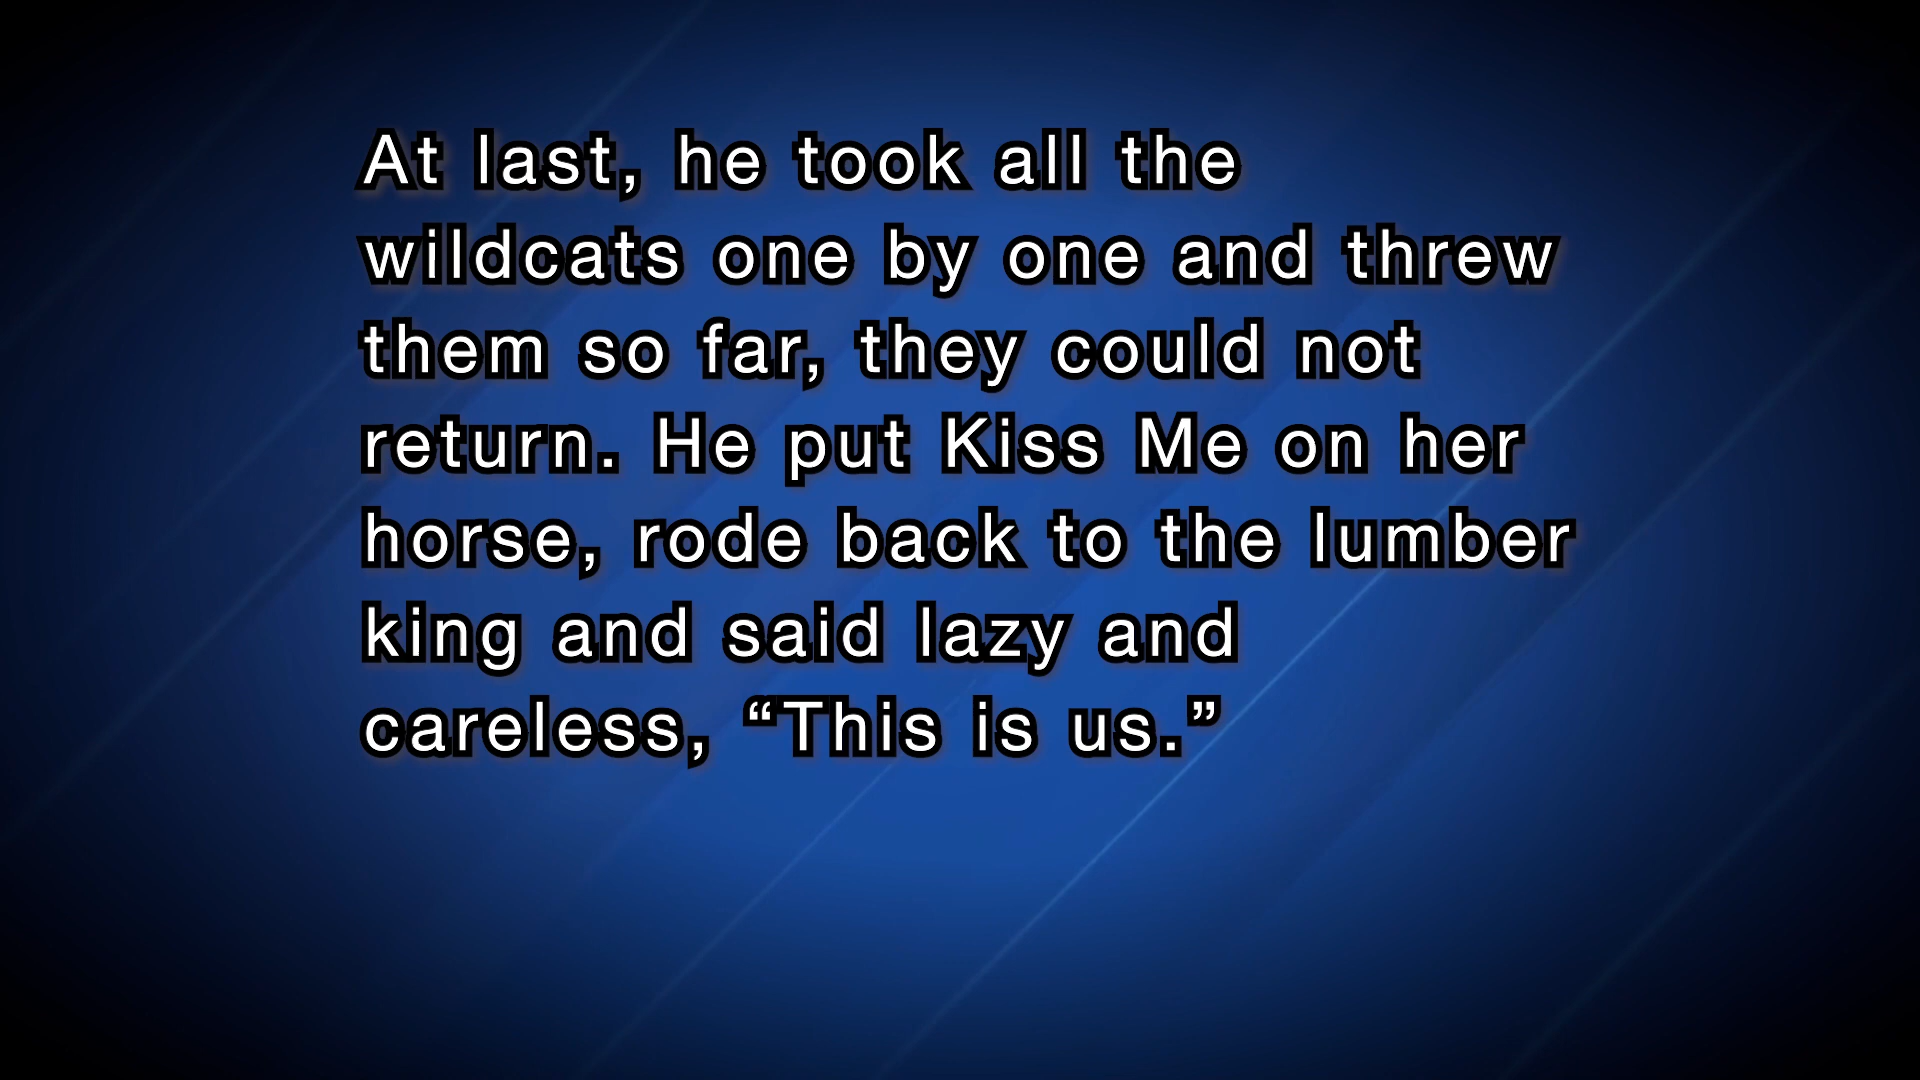 At last, he took all the
wildcats one by one and threw
them so far, they could not
return. He put Kiss Me on her
horse, rode back to the lumber
king and said lazy and
careless, “This is us.”